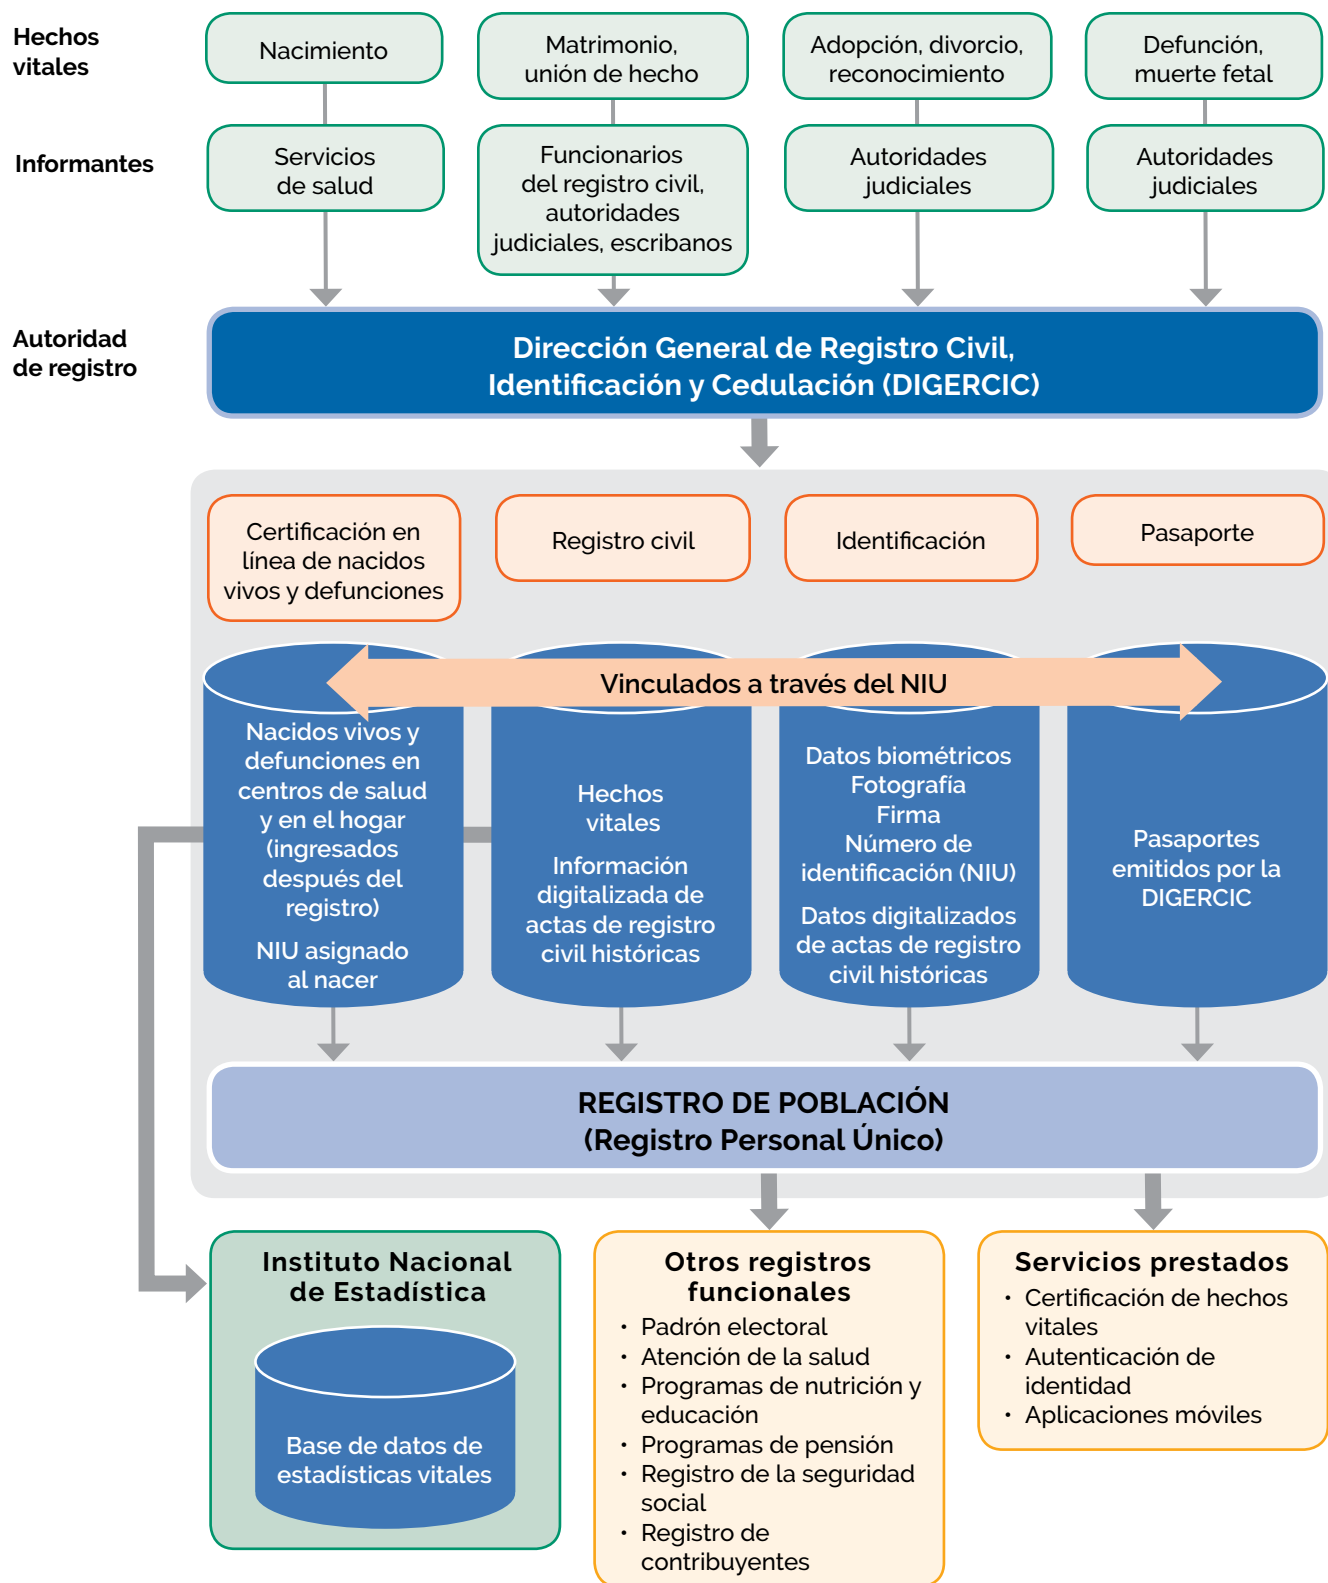 Hechos
vitales
Nacimiento
Matrimonio,
unión de hecho
Adopción, divorcio,
reconocimiento
Defunción,
muerte fetal
Informantes
Servicios
de salud
Funcionarios
del registro civil,
autoridades
judiciales, escribanos
Autoridades
judiciales
Autoridades
judiciales
Autoridad
de registro
Dirección General de Registro Civil,
Identificación y Cedulación (DIGERCIC)
Certificación en
línea de nacidos
vivos y defunciones
Registro civil
Identificación
Pasaporte
Vinculados a través del NIU
Nacidos vivos y
defunciones en
centros de salud
y en el hogar
(ingresados
después del
registro)
NIU asignado
al nacer
Hechos
vitales
Información
digitalizada de
actas de registro
civil históricas
Datos biométricos
Fotografía
Firma
Número de
identificación (NIU)
Datos digitalizados
de actas de registro
civil históricas
Pasaportes
emitidos por la
DIGERCIC
REGISTRO DE POBLACIÓN
(Registro Personal Único)
Instituto Nacional
de Estadística
Base de datos de
estadísticas vitales
Otros registros
funcionales
• Padrón electoral
• Atención de la salud
• Programas de nutrición y
educación
• Programas de pensión
• Registro de la seguridad
social
• Registro de
contribuyentes
Servicios prestados
• Certificación de hechos
vitales
• Autenticación de
identidad
• Aplicaciones móviles